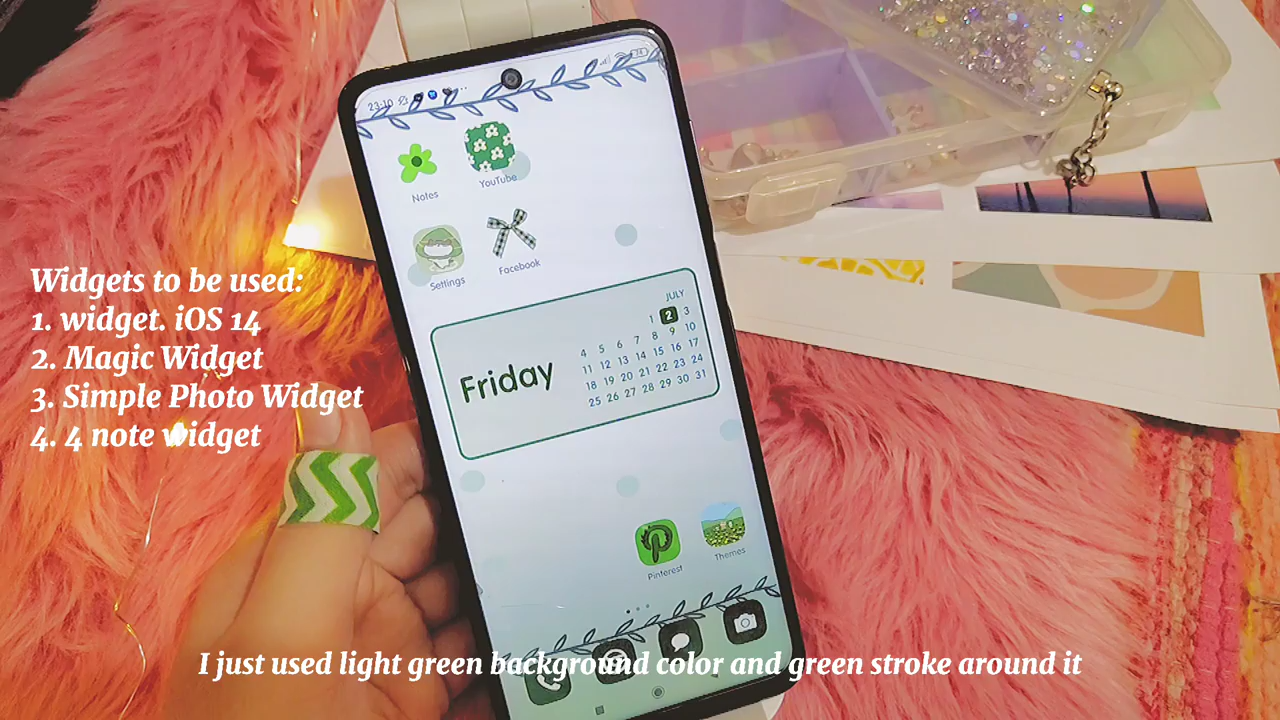 23:10
Notes
YouTube
Settings
Facebook
JULY
Friday
1 2 3
4 5 6 7 8 9 10
11 12 13 14 15 16 17
18 19 20 21 22 23 24
25 26 27 28 29 30 31
Pinterest
Themes
Widgets to be used:
1. widget. iOS 14
2. Magic Widget
3. Simple Photo Widget
4. 4 note widget
I just used light green background color and green stroke around it